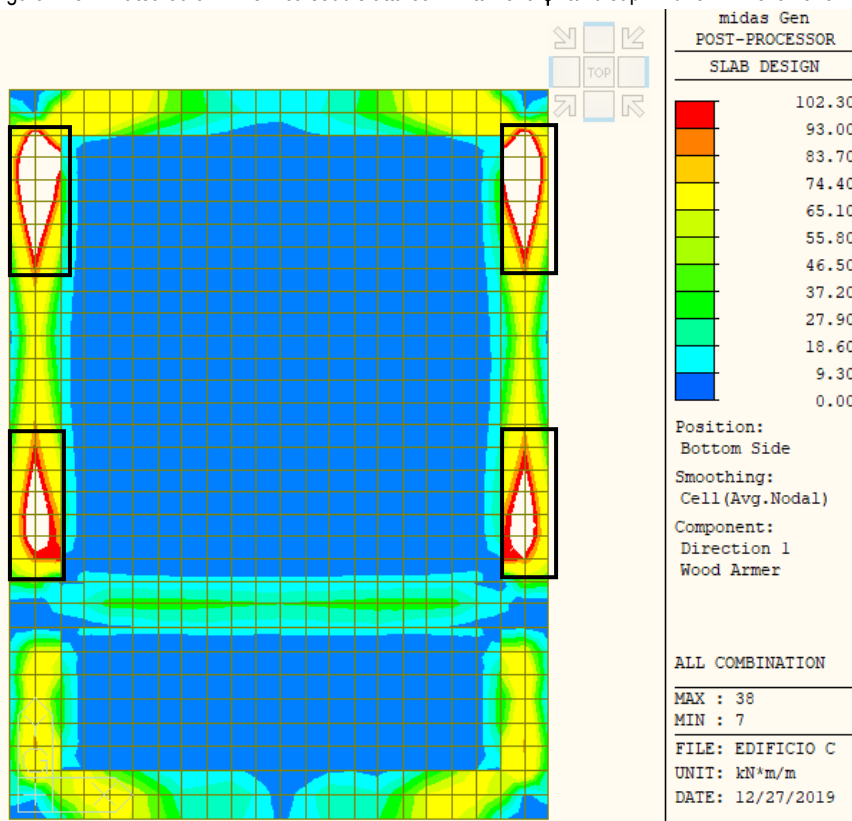 midas Gen
POST-PROCESSOR
SLAB DESIGN
TOP
102.30
93.00
83.70
74.40
65.10
55.80
46.50
37.20
27.90
18.60
9.30
0.00
Position:
Bottom Side
Smoothing:
Cell(Avg.Nodal)
Component:
Direction 1
Wood Armer
ALL COMBINATION
MAX : 38
MIN : 7
FILE: EDIFICIO C
UNIT: kN*m/m
DATE: 12/27/2019